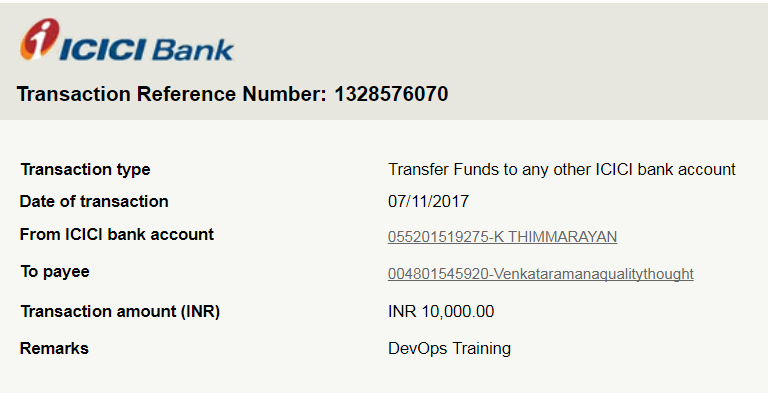 ICICI Bank
Transaction Reference Number: 1328576070
Transaction type Transfer Funds to any other ICICI bank account
Date of transaction 07/11/2017
From ICICI bank account 055201519275-K THIMMARAYAN
To payee 004801545920-Venkataramanaqualitythought
Transaction amount (INR) INR 10,000.00
Remarks DevOps Training